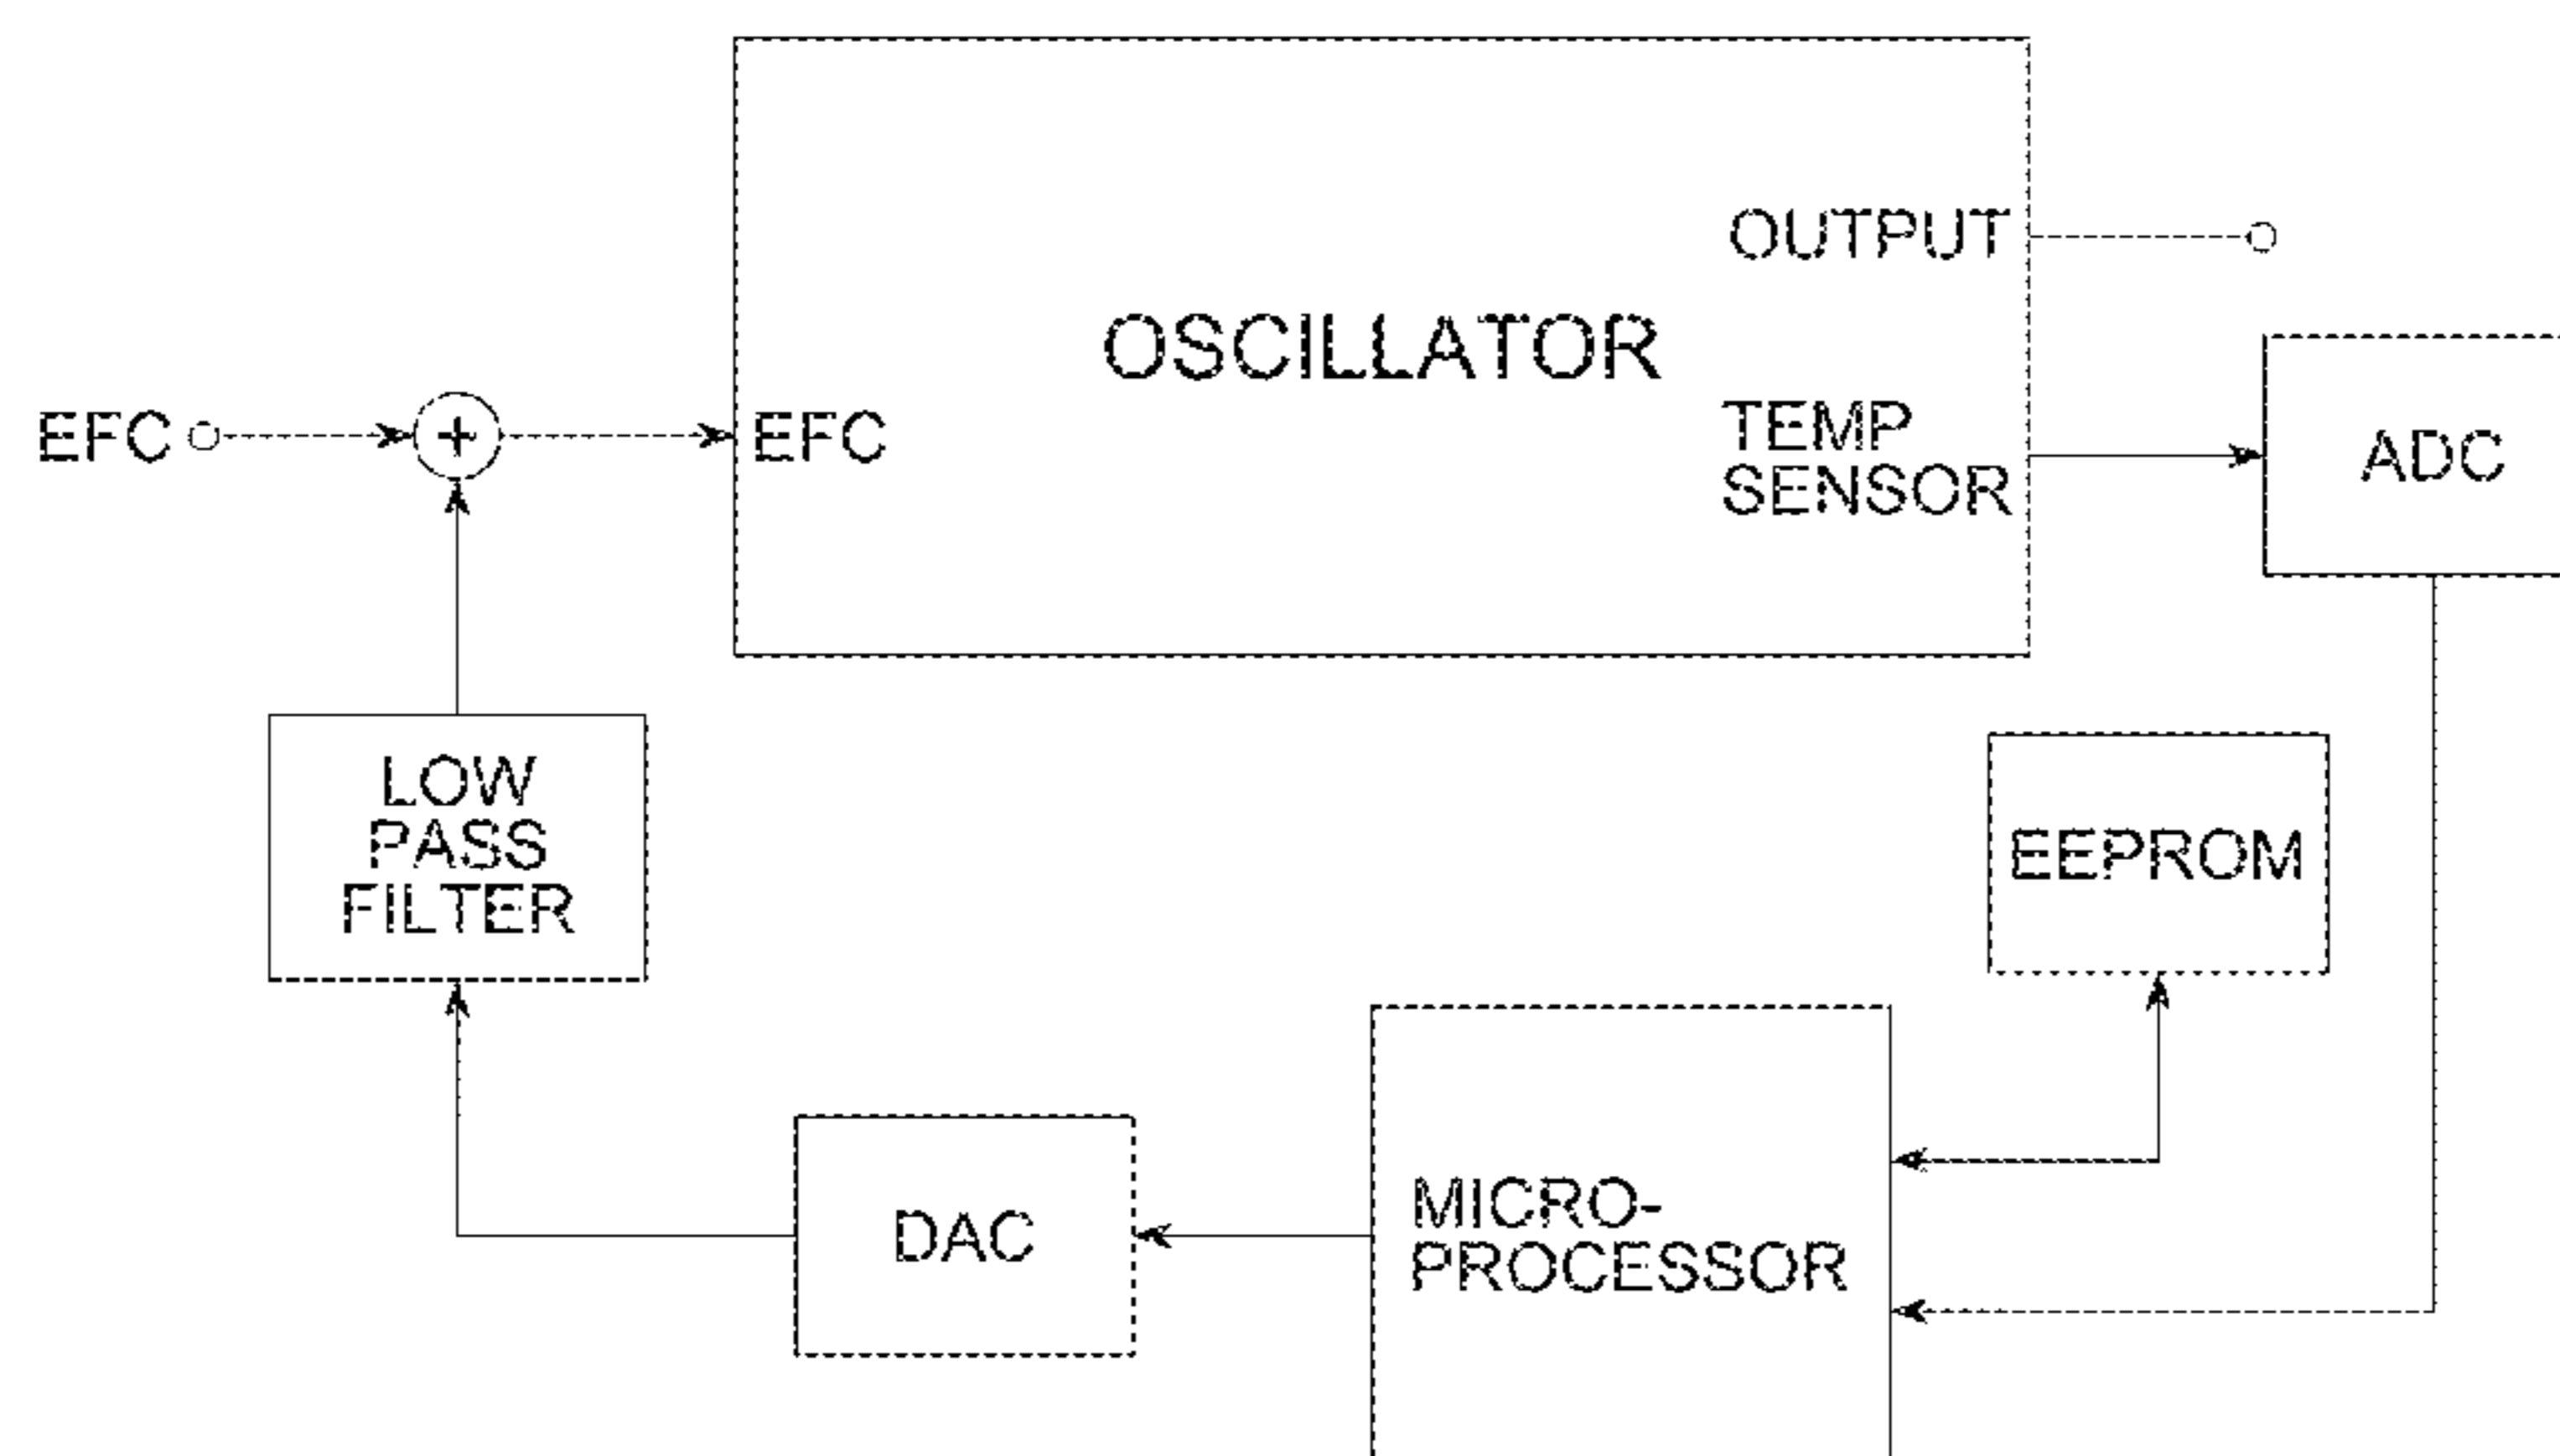 OUTPUT
OSCILLATOR
EFC
+
EFC
TEMP
SENSOR
ADC
LOW
PASS
FILTER
EEPROM
DAC
MICRO-
PROCESSOR